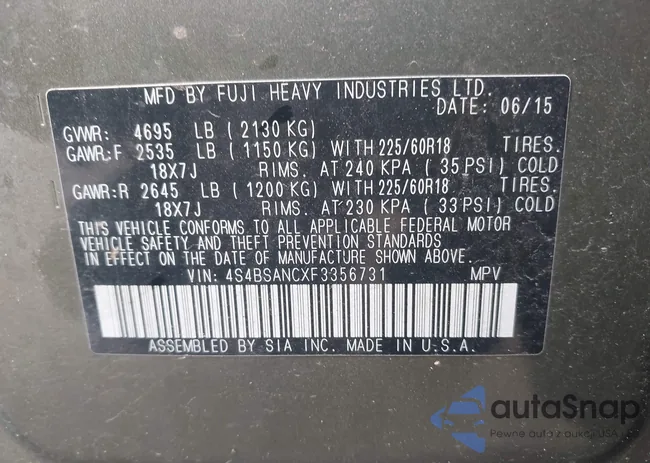 MFD BY FUJI HEAVY INDUSTRIES LTD.
DATE: 06/15
GVWR: 4695 LB ( 2130 KG)
GAWR:F 2535 LB ( 1150 KG) WITH 225/60R18 TIRES.
18X7J RIMS. AT 240 KPA ( 35 PSI) COLD
GAWR:R 2645 LB ( 1200 KG) WITH 225/60R18 TIRES.
18X7J RIMS. AT 230 KPA ( 33 PSI) COLD
THIS VEHICLE CONFORMS TO ALL APPLICABLE FEDERAL MOTOR
VEHICLE SAFETY AND THEFT PREVENTION STANDARDS
IN EFFECT ON THE DATE OF MANUFACTURE SHOWN ABOVE.
VIN: 4S4BSANCXF3356731 MPV
ASSEMBLED BY SIA INC. MADE IN U.S.A.
autoSnap
Pewne auta z aukcji USA